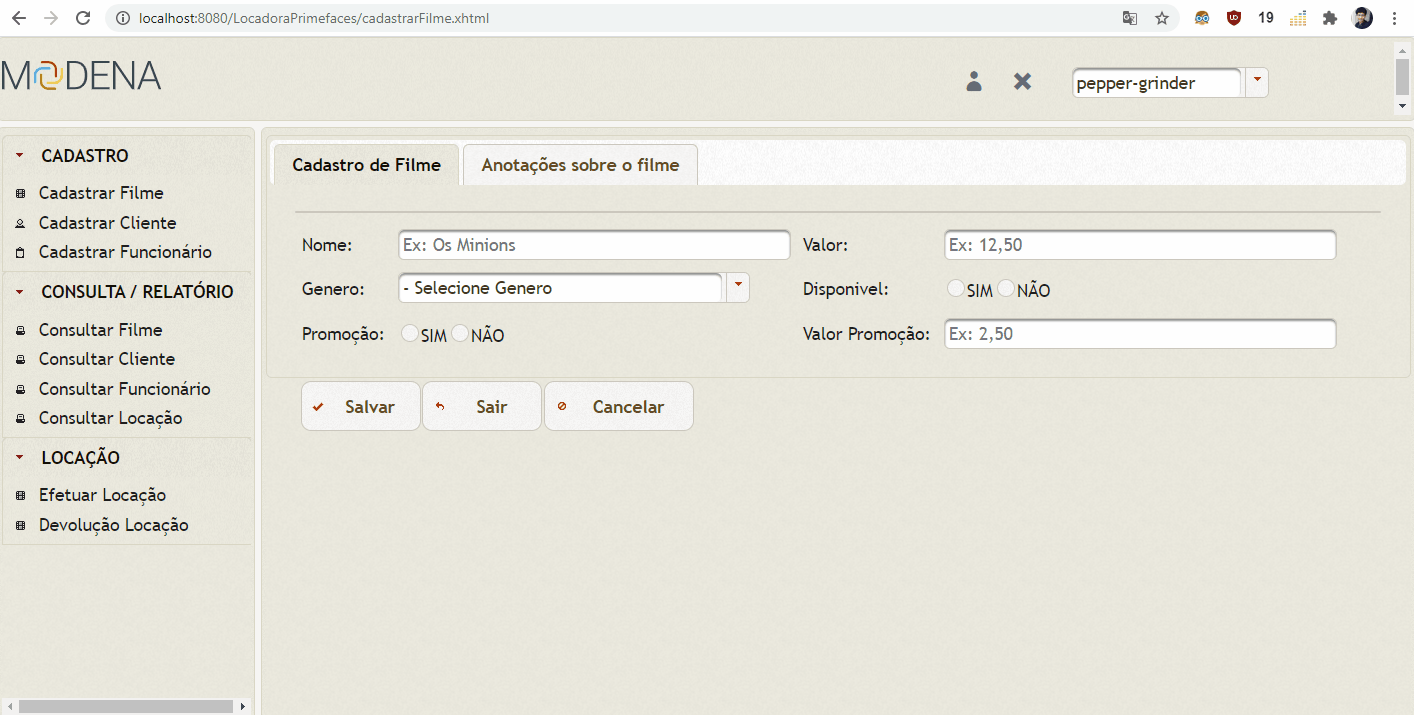 localhost:8080/LocadoraPrimefaces/cadastrarFilme.xhtml
19
MODENA
pepper-grinder
CADASTRO
Cadastrar Filme
Cadastrar Cliente
Cadastrar Funcionário
CONSULTA / RELATÓRIO
Consultar Filme
Consultar Cliente
Consultar Funcionário
Consultar Locação
LOCAÇÃO
Efetuar Locação
Devolução Locação
Cadastro de Filme Anotações sobre o filme
Nome: Ex: Os Minions Valor: Ex: 12,50
Genero: - Selecione Genero Disponivel: SIM NÃO
Promoção: SIM NÃO Valor Promoção: Ex: 2,50
Salvar Sair Cancelar